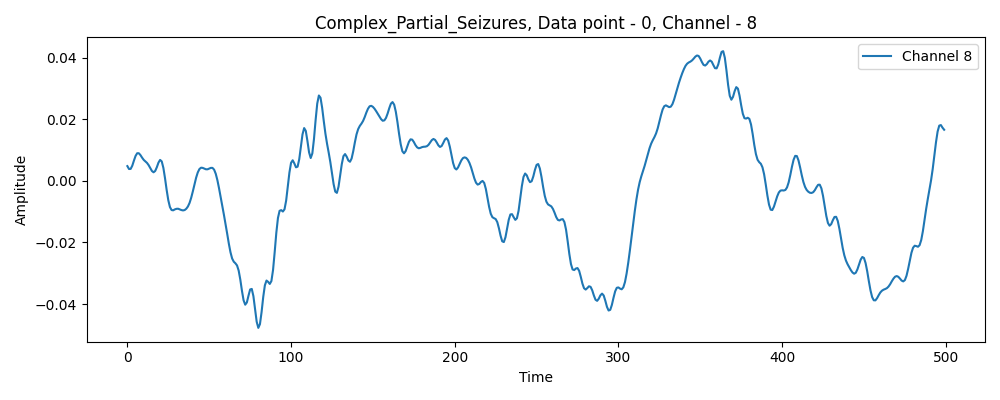 Complex_Partial_Seizures, Data point - 0, Channel - 8
Channel 8
Amplitude
0.04
0.02
0.00
−0.02
−0.04
0 100 200 300 400 500
Time